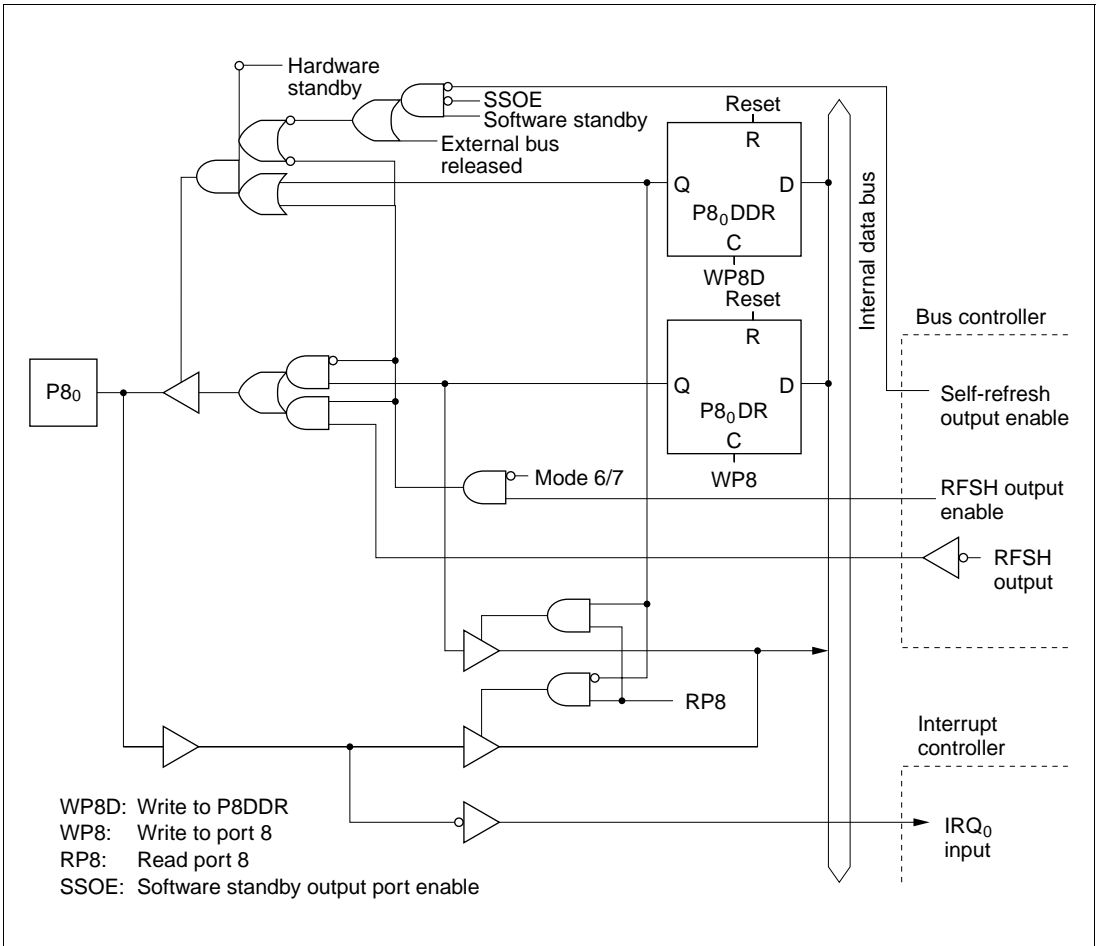 Hardware
standby
SSOE
Software standby
External bus
released
Reset
R
Q
D
P8₀DDR
C
WP8D
Reset
R
Q
D
P8₀DR
C
WP8
Internal data bus
Bus controller
Self-refresh
output enable
P8₀
Mode 6/7
RFSH output
enable
RFSH
output
RP8
Interrupt
controller
IRQ₀
input
WP8D: Write to P8DDR
WP8: Write to port 8
RP8: Read port 8
SSOE: Software standby output port enable